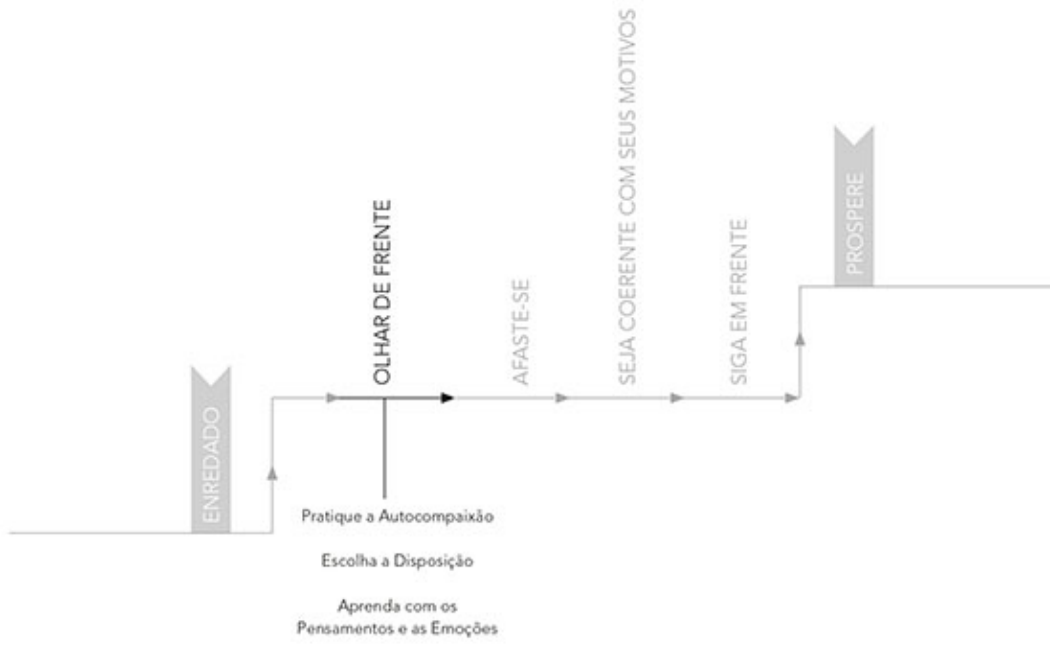 ENREDADO
OLHAR DE FRENTE
AFASTE-SE
SEJA COERENTE COM SEUS MOTIVOS
SIGA EM FRENTE
PROSPERE
Pratique a Autocompaixão
Escolha a Disposição
Aprenda com os
Pensamentos e as Emoções